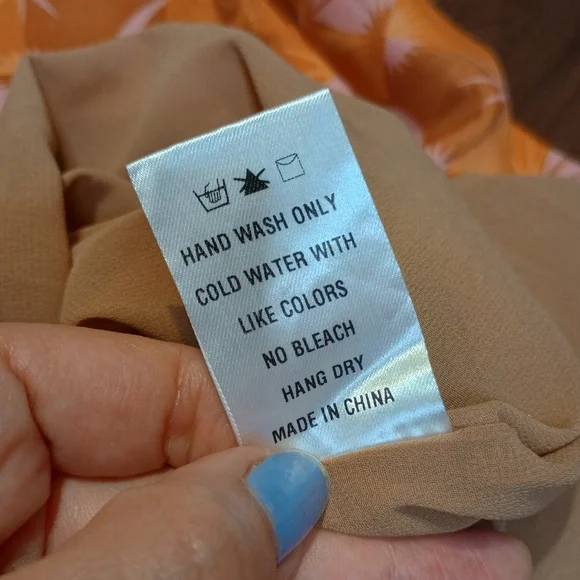 HAND WASH ONLY
COLD WATER WITH
LIKE COLORS
NO BLEACH
HANG DRY
MADE IN CHINA